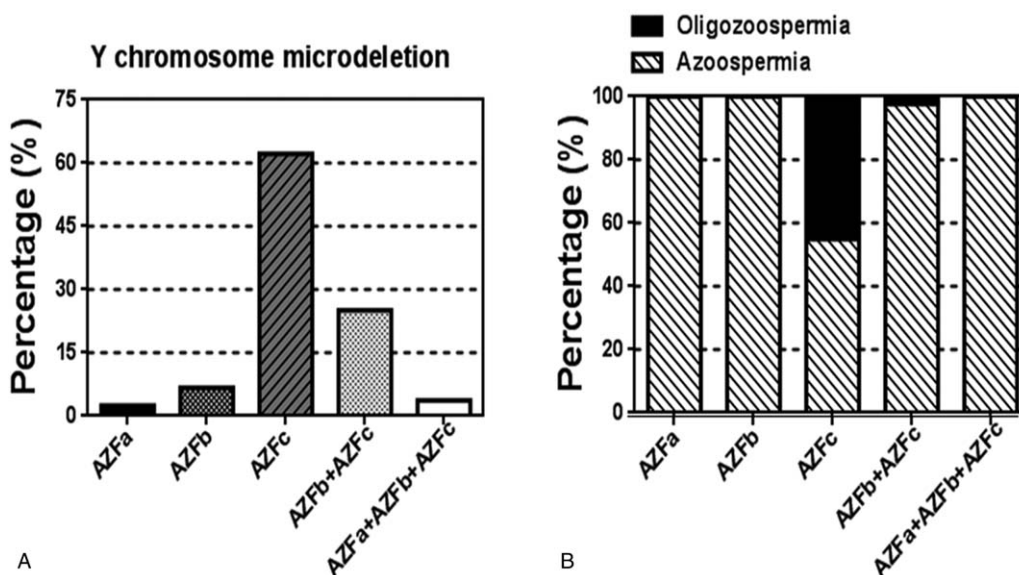 Y chromosome microdeletion
Percentage (%)
75
60
45
30
15
0
AZFa
AZFb
AZFc
AZFb+AZFc
AZFa+AZFb+AZFc
A
Oligozoospermia
Azoospermia
Percentage (%)
100
80
60
40
20
0
AZFa
AZFb
AZFc
AZFb+AZFc
AZFa+AZFb+AZFc
B